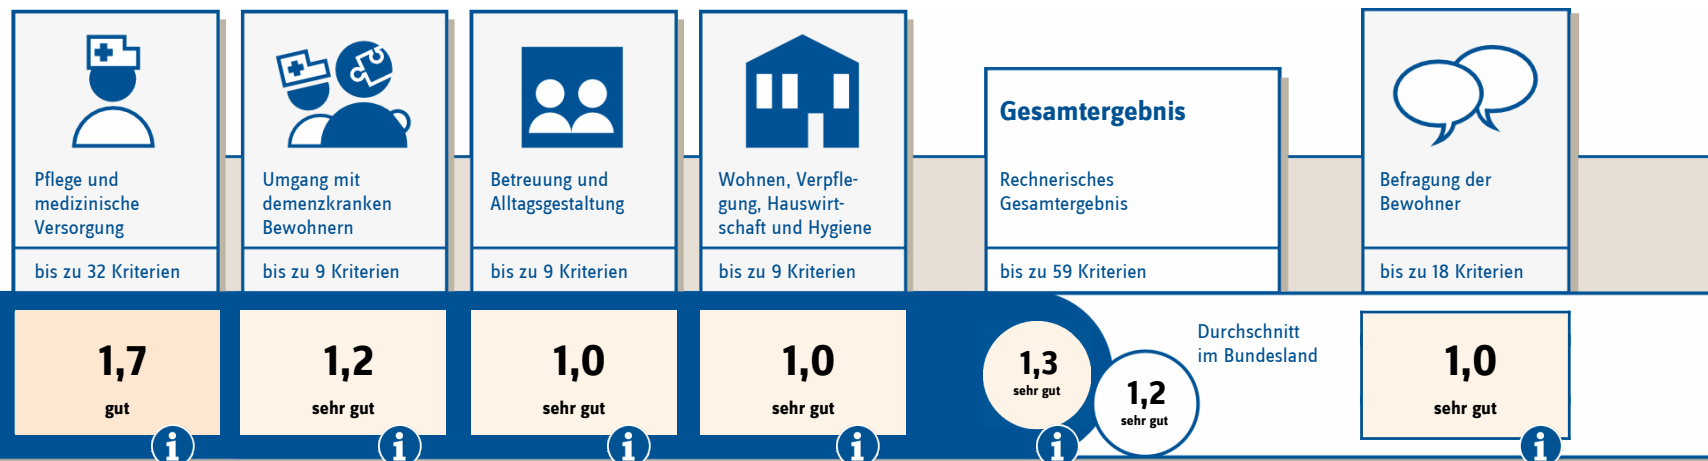 Pflege und
medizinische
Versorgung
bis zu 32 Kriterien
1,7
gut
Umgang mit
demenzkranken
Bewohnern
bis zu 9 Kriterien
1,2
sehr gut
Betreuung und
Alltagsgestaltung
bis zu 9 Kriterien
1,0
sehr gut
Wohnen, Verpfle-
gung, Hauswirt-
schaft und Hygiene
bis zu 9 Kriterien
1,0
sehr gut
Gesamtergebnis
Rechnerisches
Gesamtergebnis
bis zu 59 Kriterien
1,3
sehr gut
Durchschnitt
im Bundesland
1,2
sehr gut
Befragung der
Bewohner
bis zu 18 Kriterien
1,0
sehr gut